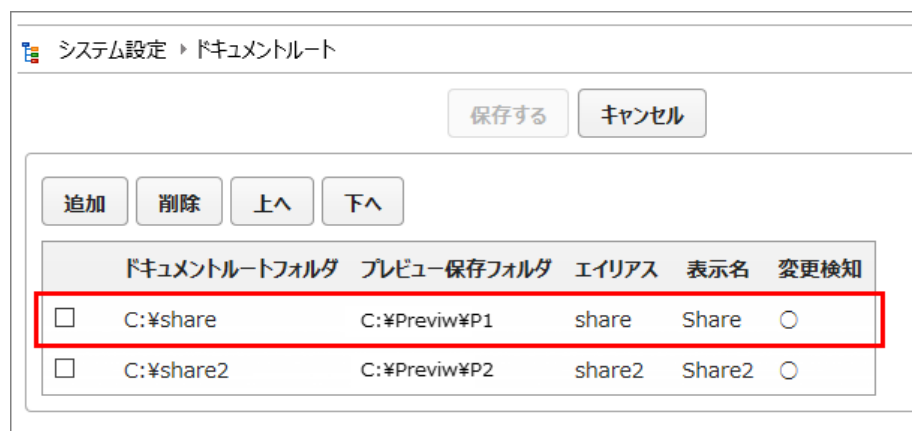 システム設定 ▸ ドキュメントルート
保存する キャンセル
追加 削除 上へ 下へ
ドキュメントルートフォルダ プレビュー保存フォルダ エイリアス 表示名 変更検知
C:¥share C:¥Previw¥P1 share Share ○
C:¥share2 C:¥Previw¥P2 share2 Share2 ○